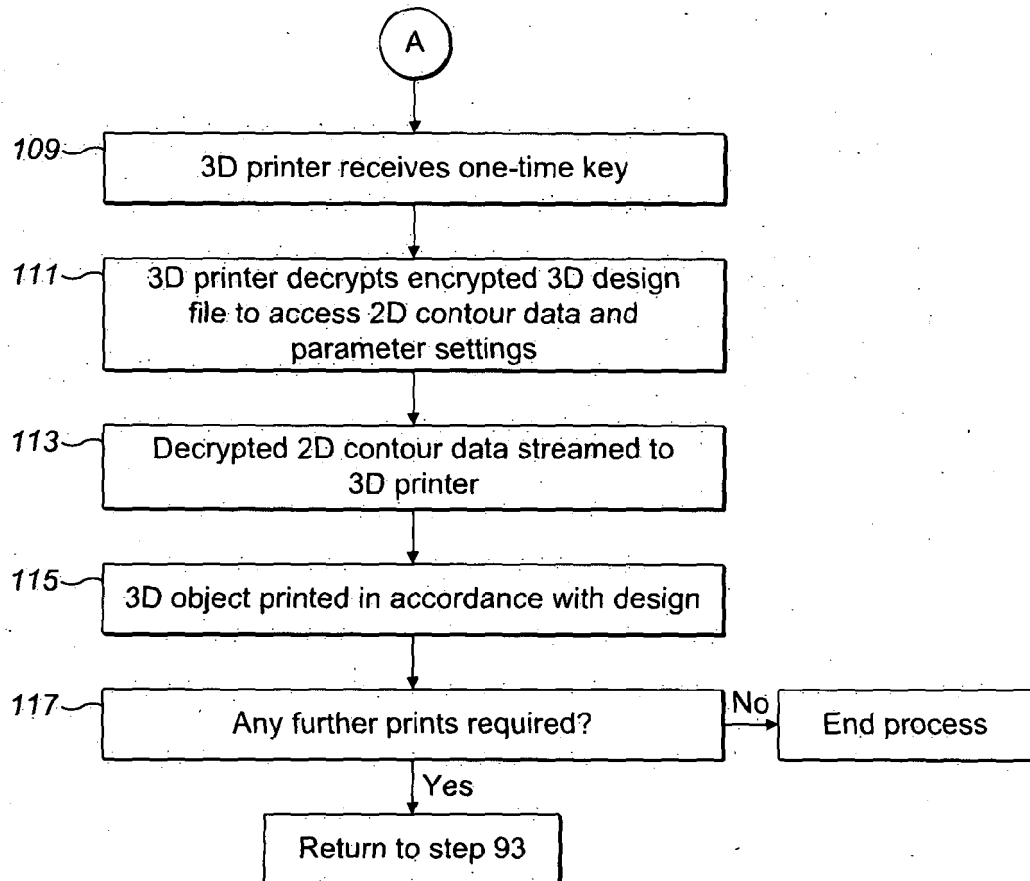 A
109
3D printer receives one-time key
111
3D printer decrypts encrypted 3D design
file to access 2D contour data and
parameter settings
113
Decrypted 2D contour data streamed to
3D printer
115
3D object printed in accordance with design
117
Any further prints required?
No
End process
Yes
Return to step 93